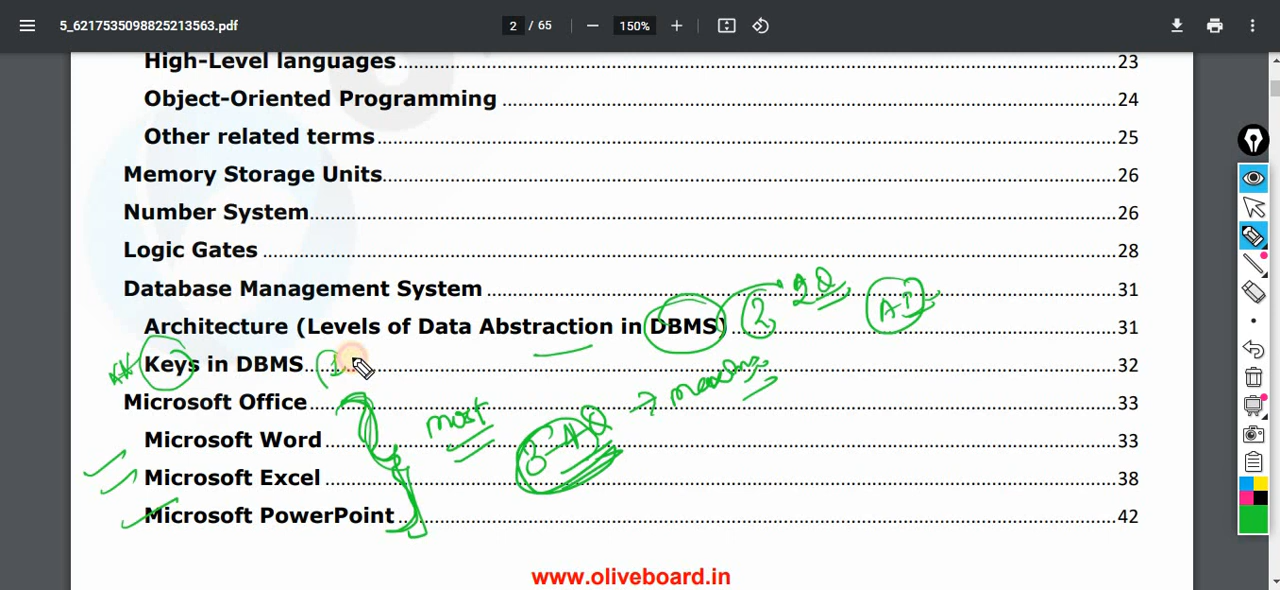 5_6217535098825213563.pdf 2 / 65 150%
High-Level languages 23
Object-Oriented Programming 24
Other related terms 25
Memory Storage Units 26
Number System 26
Logic Gates 28
Database Management System 31
2Q
Architecture (Levels of Data Abstraction in DBMS) 31
2
Keys in DBMS 32
Microsoft Office 33
most
Microsoft Word 33
Microsoft Excel 38
Microsoft PowerPoint 42
www.oliveboard.in